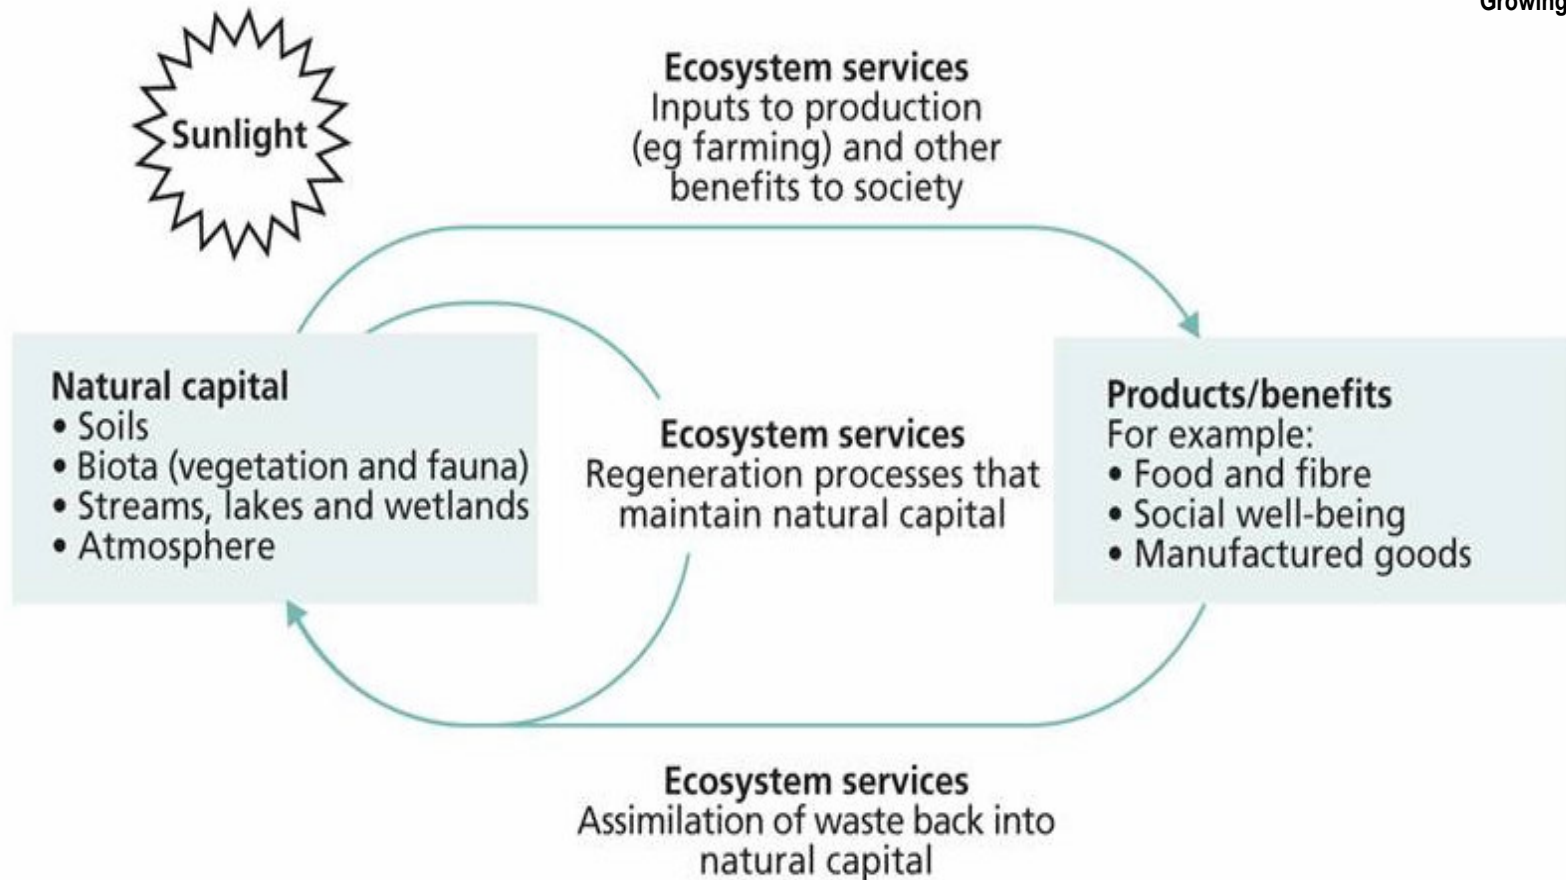 Growing
Sunlight
Ecosystem services
Inputs to production
(eg farming) and other
benefits to society
Natural capital
• Soils
• Biota (vegetation and fauna)
• Streams, lakes and wetlands
• Atmosphere
Ecosystem services
Regeneration processes that
maintain natural capital
Products/benefits
For example:
• Food and fibre
• Social well-being
• Manufactured goods
Ecosystem services
Assimilation of waste back into
natural capital